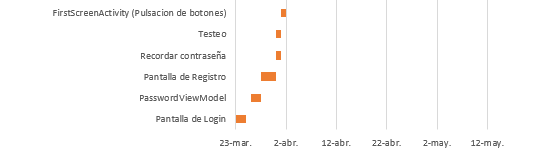 FirstScreenActivity (Pulsacion de botones)
Testeo
Recordar contraseña
Pantalla de Registro
PasswordViewModel
Pantalla de Login
23-mar. 2-abr. 12-abr. 22-abr. 2-may. 12-may.